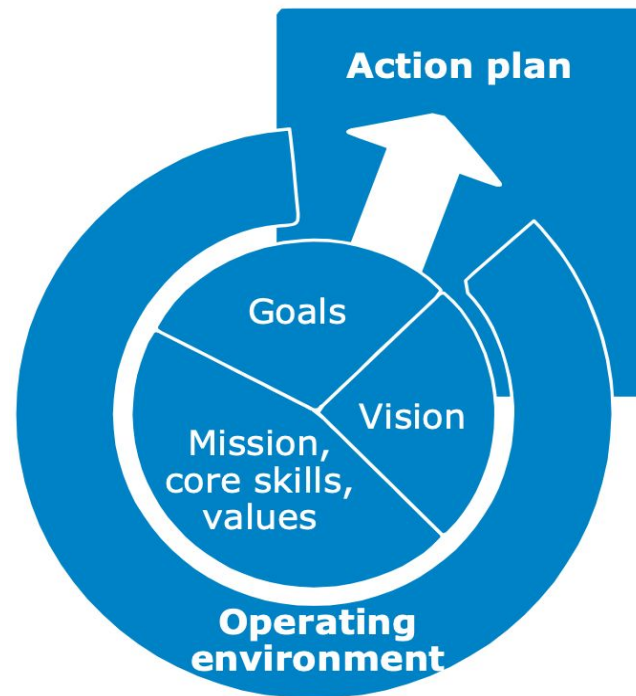 Action plan
Goals
Vision
Mission,
core skills,
values
Operating
environment